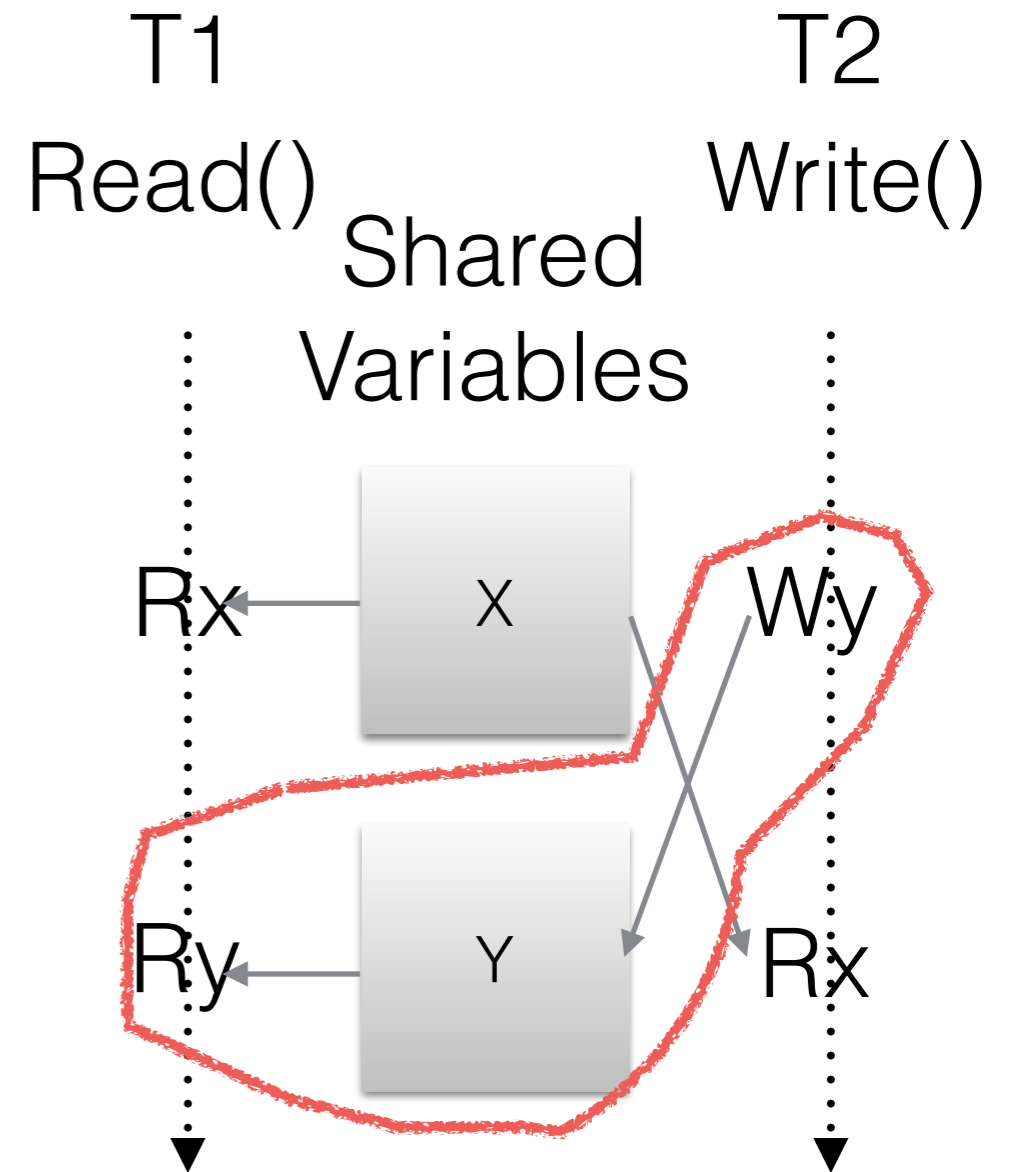 T1
T2
Read()
Write()
Shared
Variables
Rx
X
Wy
Ry
Y
Rx